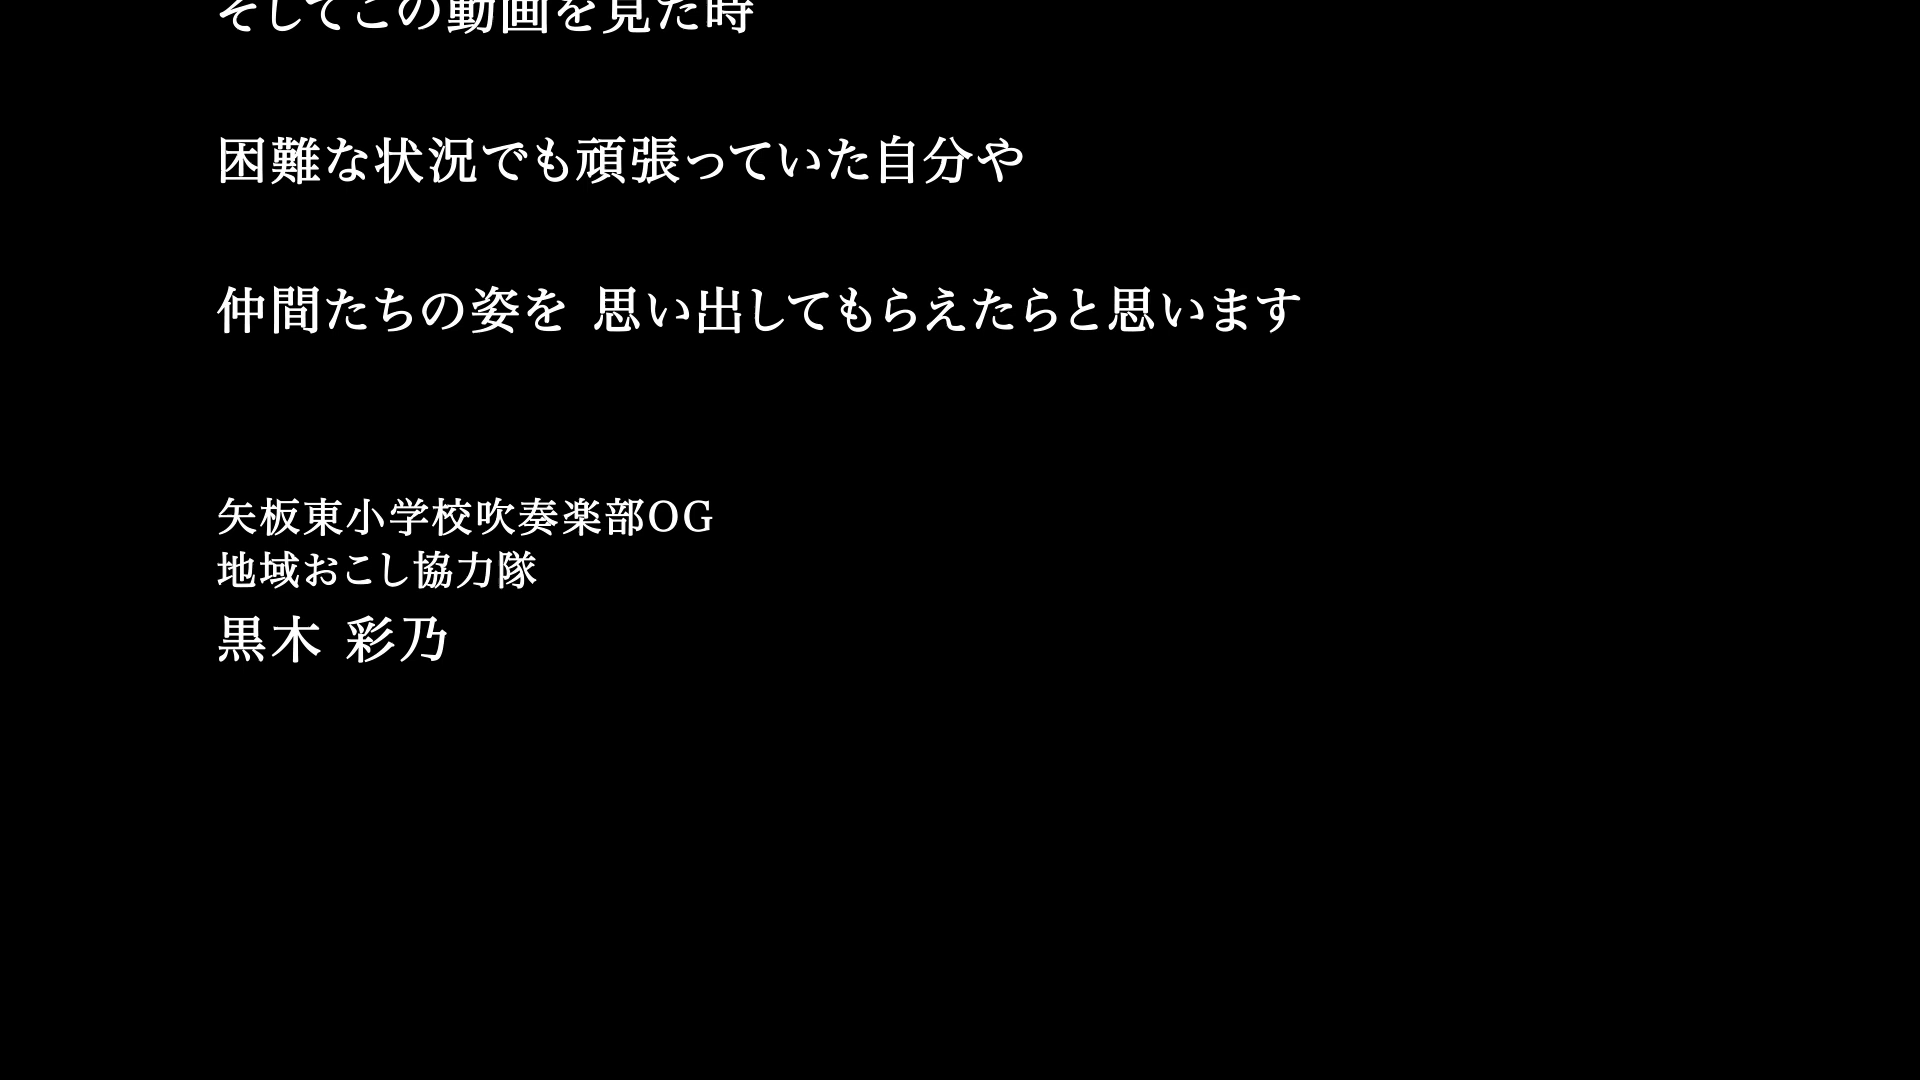 そしてこの動画を見た時
困難な状況でも頑張っていた自分や
仲間たちの姿を 思い出してもらえたらと思います
矢板東小学校吹奏楽部OG
地域おこし協力隊
黒木 彩乃